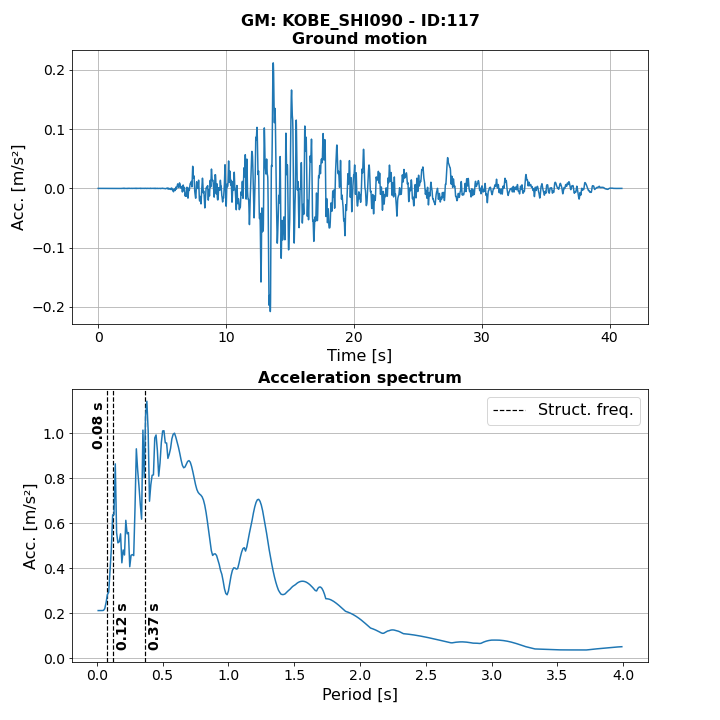 GM: KOBE_SHI090 - ID:117
Ground motion
0.2
0.1
0.0
−0.1
−0.2
Acc. [m/s²]
0
10
20
30
40
Time [s]
Acceleration spectrum
Struct. freq.
0.08 s
0.12 s
0.37 s
1.0
0.8
0.6
0.4
0.2
0.0
Acc. [m/s²]
0.0
0.5
1.0
1.5
2.0
2.5
3.0
3.5
4.0
Period [s]